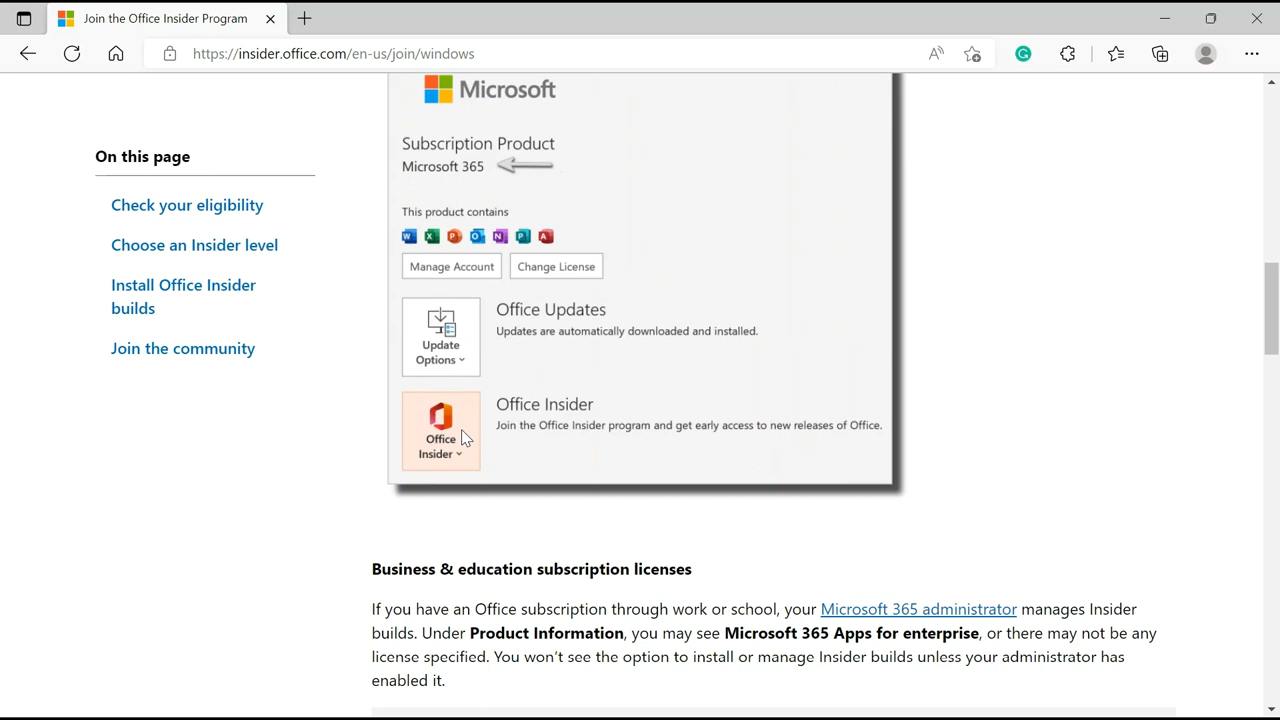 Join the Office Insider Program
https://insider.office.com/en-us/join/windows
Microsoft
Subscription Product
Microsoft 365
This product contains
Manage Account
Change License
Update
Options
Office Updates
Updates are automatically downloaded and installed.
Office
Insider
Office Insider
Join the Office Insider program and get early access to new releases of Office.
On this page
Check your eligibility
Choose an Insider level
Install Office Insider
builds
Join the community
Business & education subscription licenses
If you have an Office subscription through work or school, your Microsoft 365 administrator manages Insider
builds. Under Product Information, you may see Microsoft 365 Apps for enterprise, or there may not be any
license specified. You won't see the option to install or manage Insider builds unless your administrator has
enabled it.